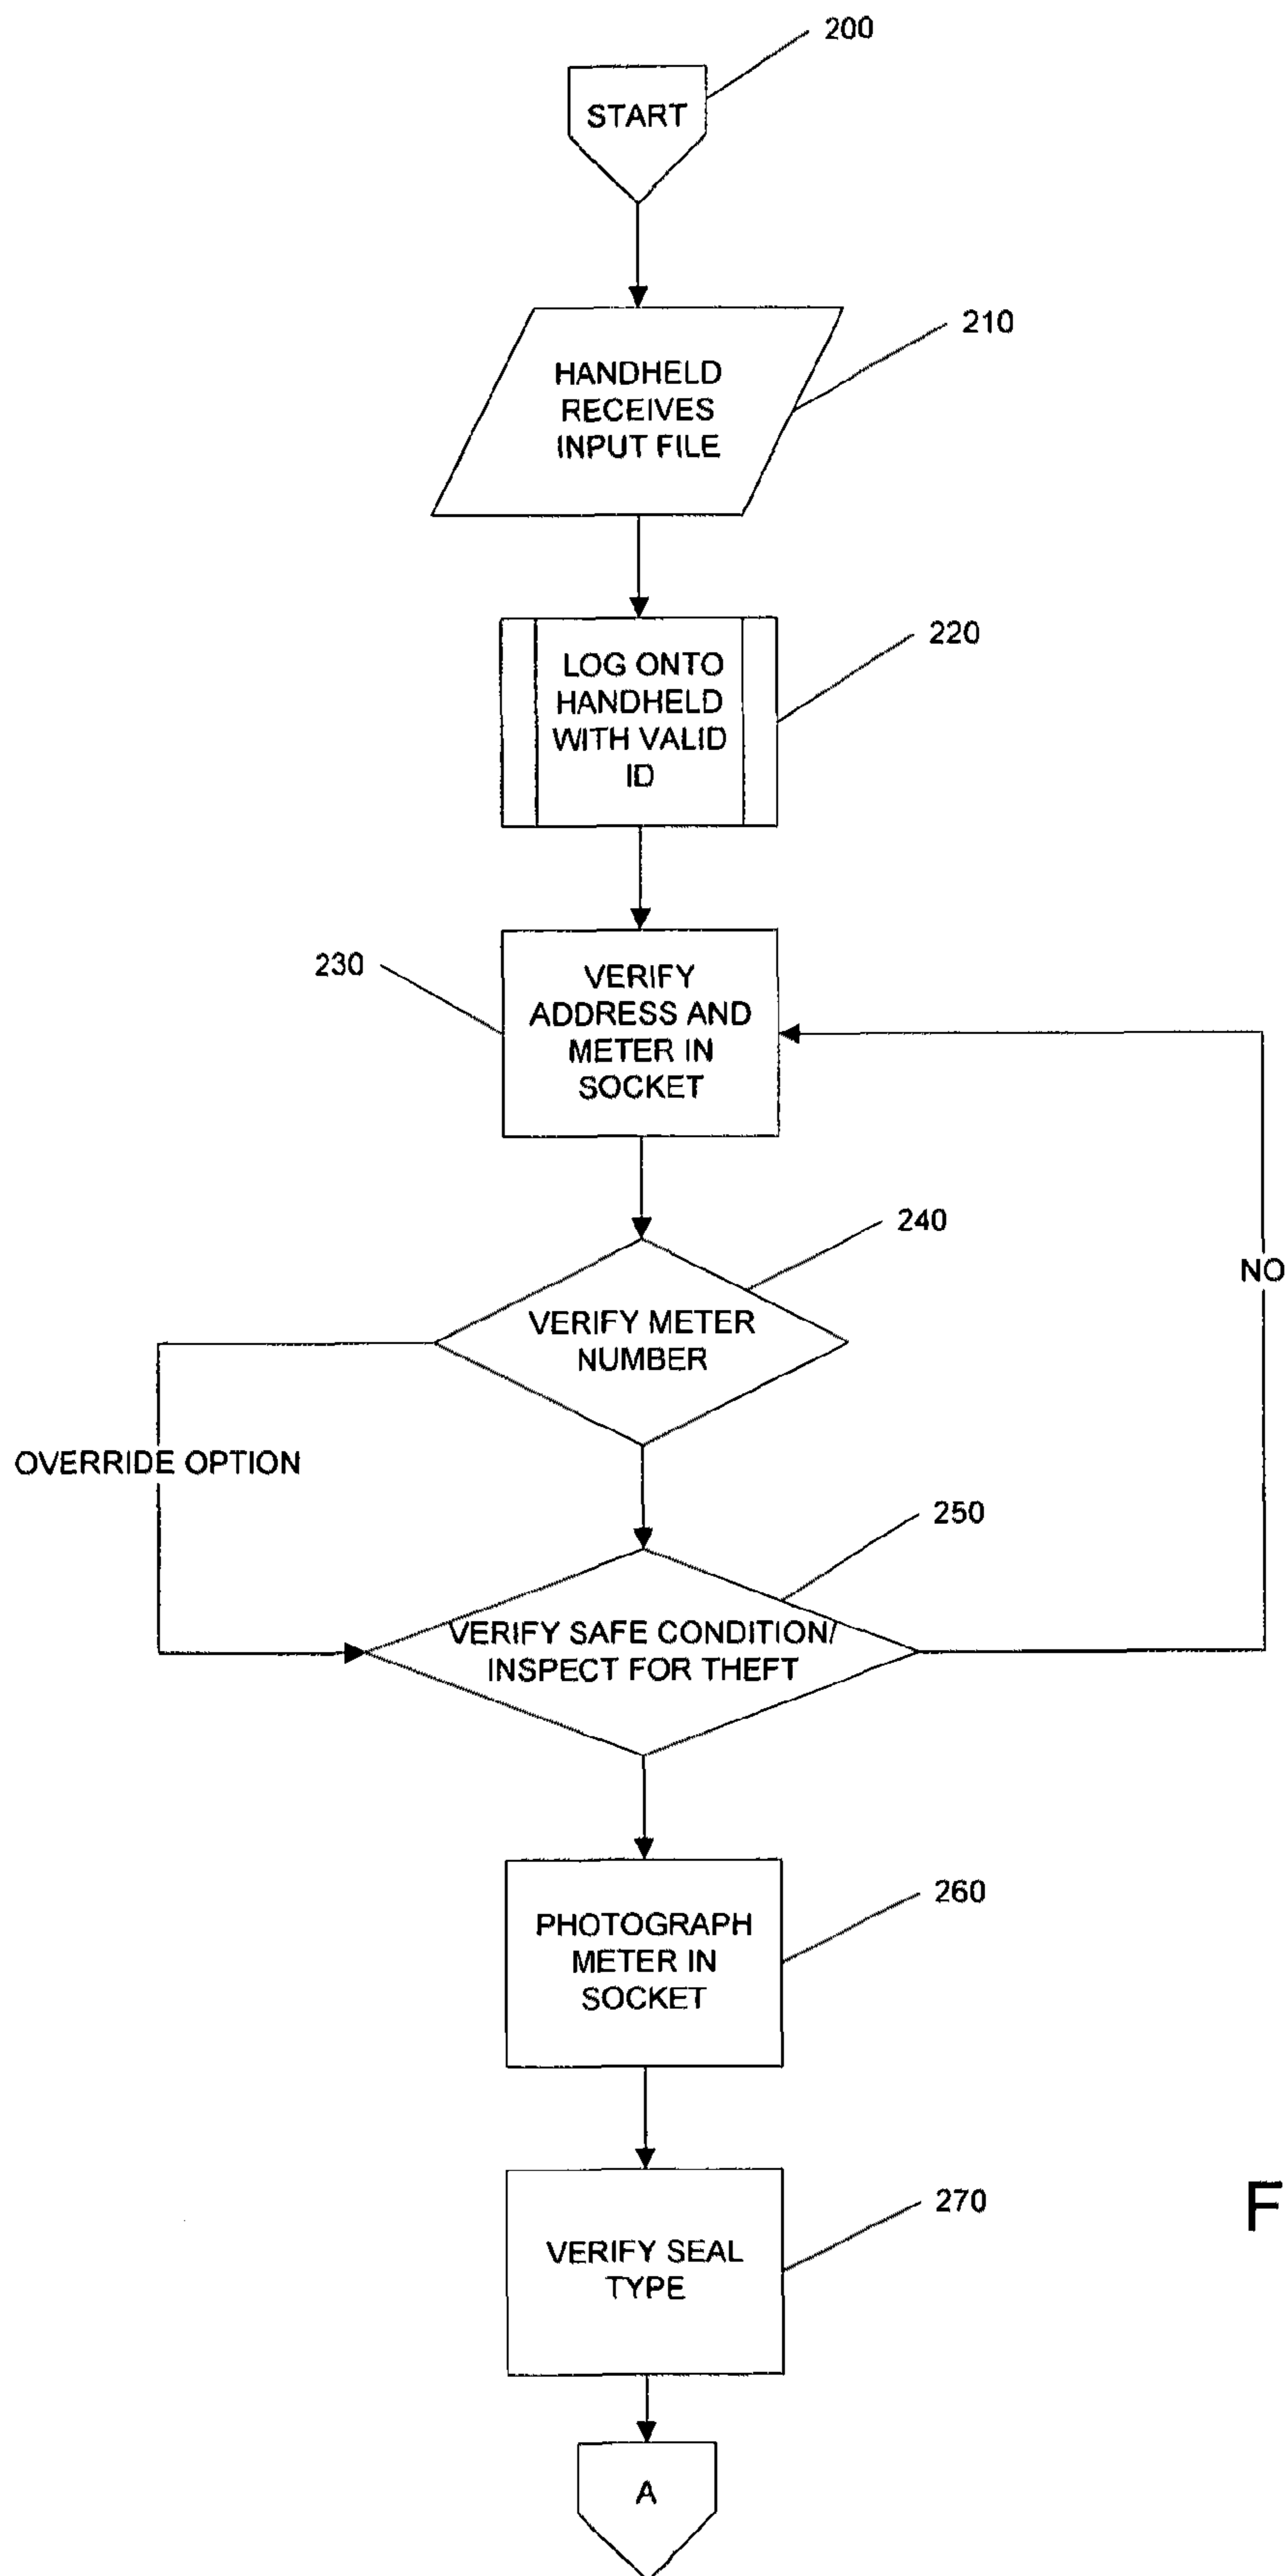 200
START
210
HANDHELD
RECEIVES
INPUT FILE
220
LOG ONTO
HANDHELD
WITH VALID
ID
230
VERIFY
ADDRESS AND
METER IN
SOCKET
240
NO
VERIFY METER
NUMBER
OVERRIDE OPTION
250
VERIFY SAFE CONDITION/
INSPECT FOR THEFT
260
PHOTOGRAPH
METER IN
SOCKET
270
F
VERIFY SEAL
TYPE
A